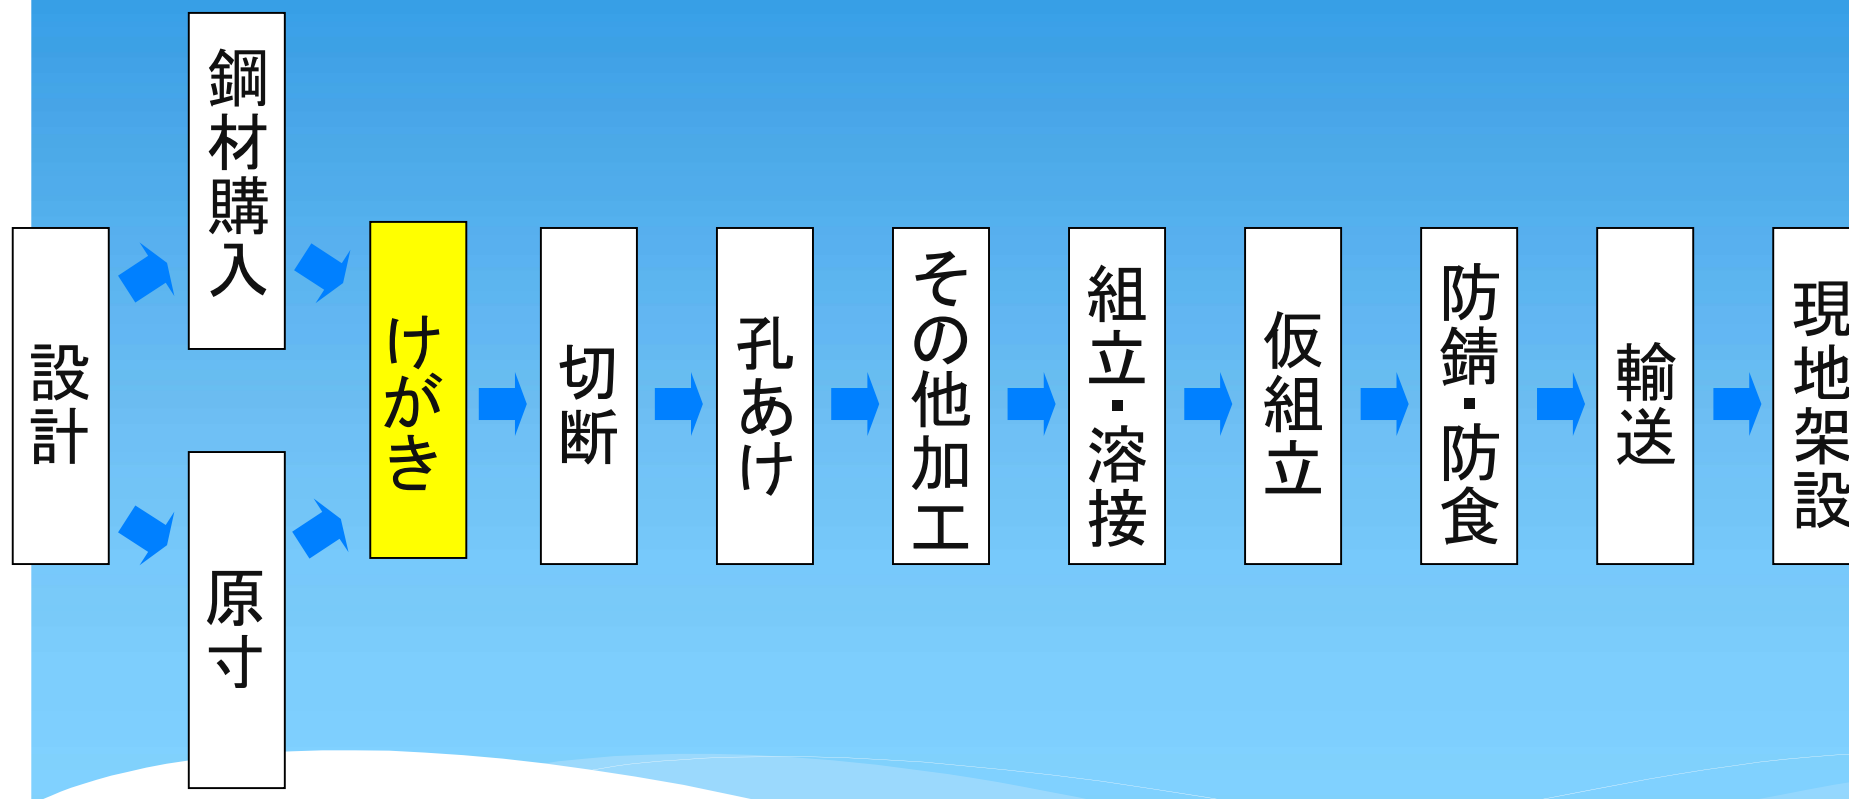 設計
鋼材購入
原寸
けがき
切断
孔あけ
その他加工
組立・溶接
仮組立
防錆・防食
輸送
現地架設